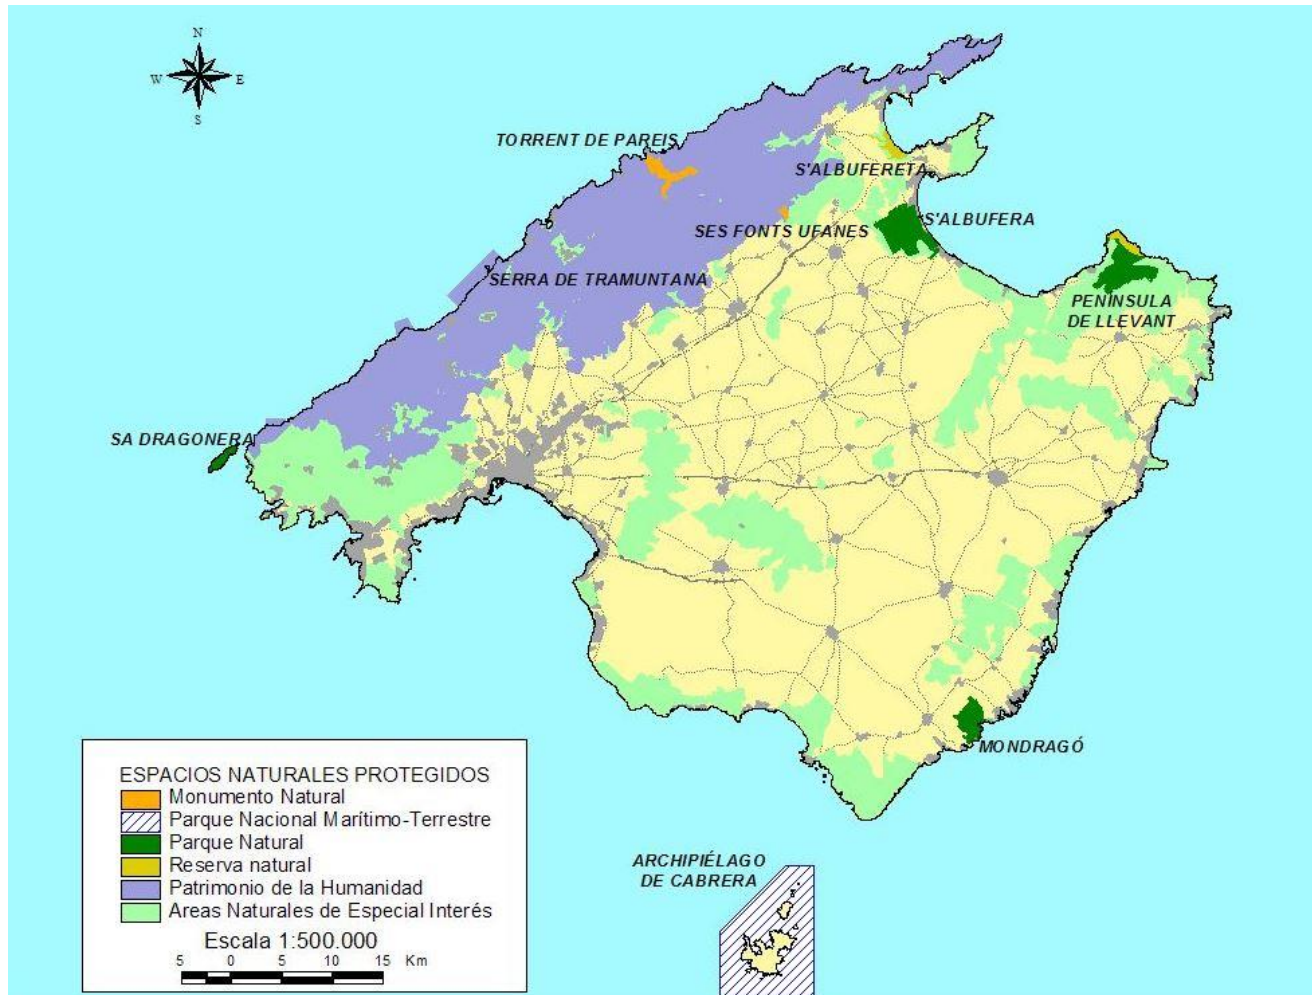 N
W E
S
TORRENT DE PAREIS
S'ALBUFERETA
SES FONTS UFANES
S'ALBUFERA
SERRA DE TRAMUNTANA
PENÍNSULA
DE LLEVANT
SA DRAGONERA
MONDRAGÓ
ARCHIPIÉLAGO
DE CABRERA
ESPACIOS NATURALES PROTEGIDOS
Monumento Natural
Parque Nacional Marítimo-Terrestre
Parque Natural
Reserva natural
Patrimonio de la Humanidad
Areas Naturales de Especial Interés
Escala 1:500.000
5 0 5 10 15 Km